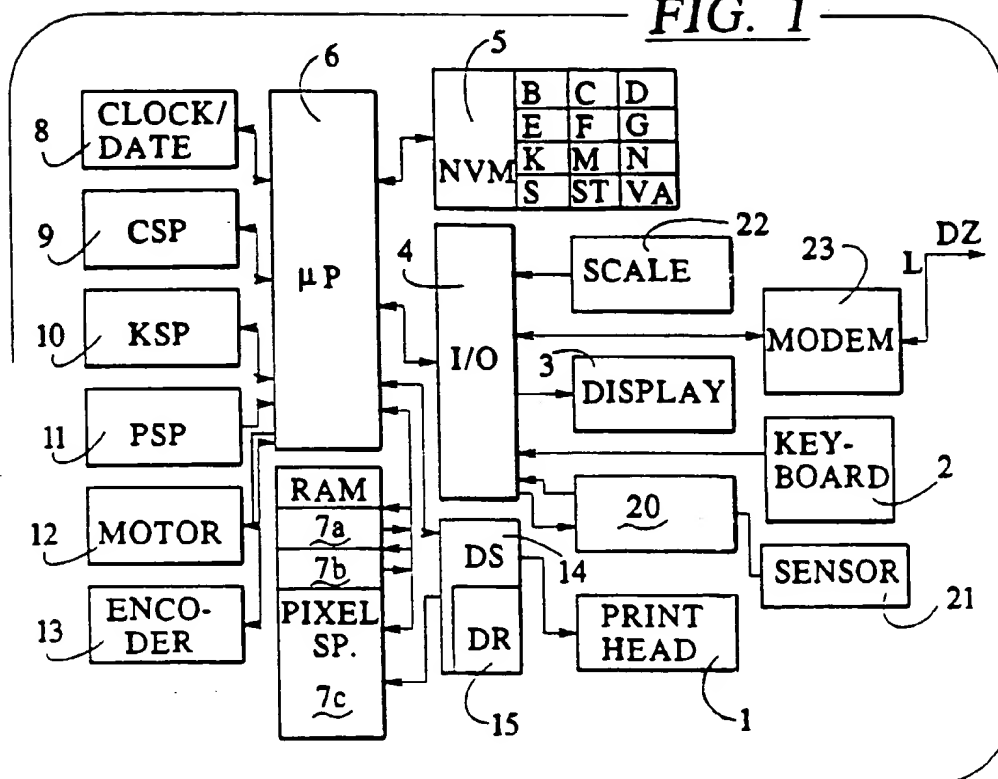 FIG. 1
5
6
B C D
E F G
K M N
S ST VA
NVM
8
CLOCK/
DATE
9
CSP
10
KSP
11
PSP
12
MOTOR
13
ENCO-
DER
µP
4
I/O
22
SCALE
23
L
DZ
MODEM
3
DISPLAY
KEY-
BOARD
2
20
SENSOR
21
RAM
7a
7b
PIXEL
SP.
7c
DS
14
DR
15
PRINT
HEAD
1